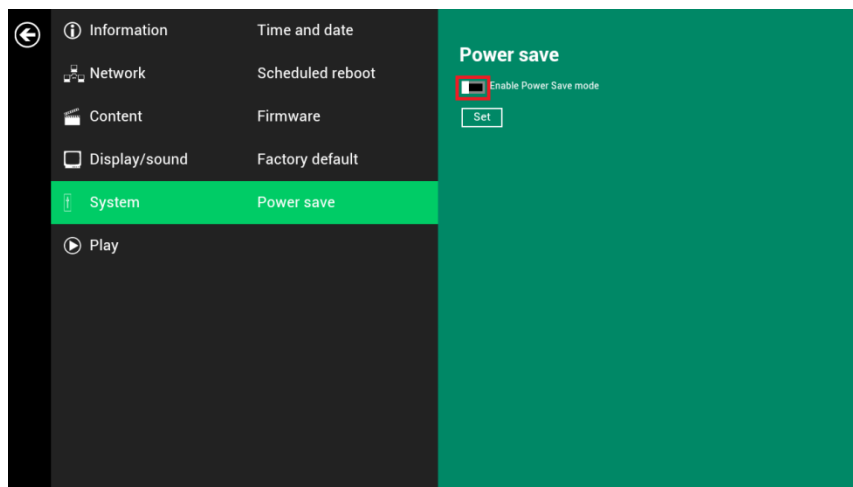 Information
Network
Content
Display/sound
System
Play
Time and date
Scheduled reboot
Firmware
Factory default
Power save
Power save
Enable Power Save mode
Set